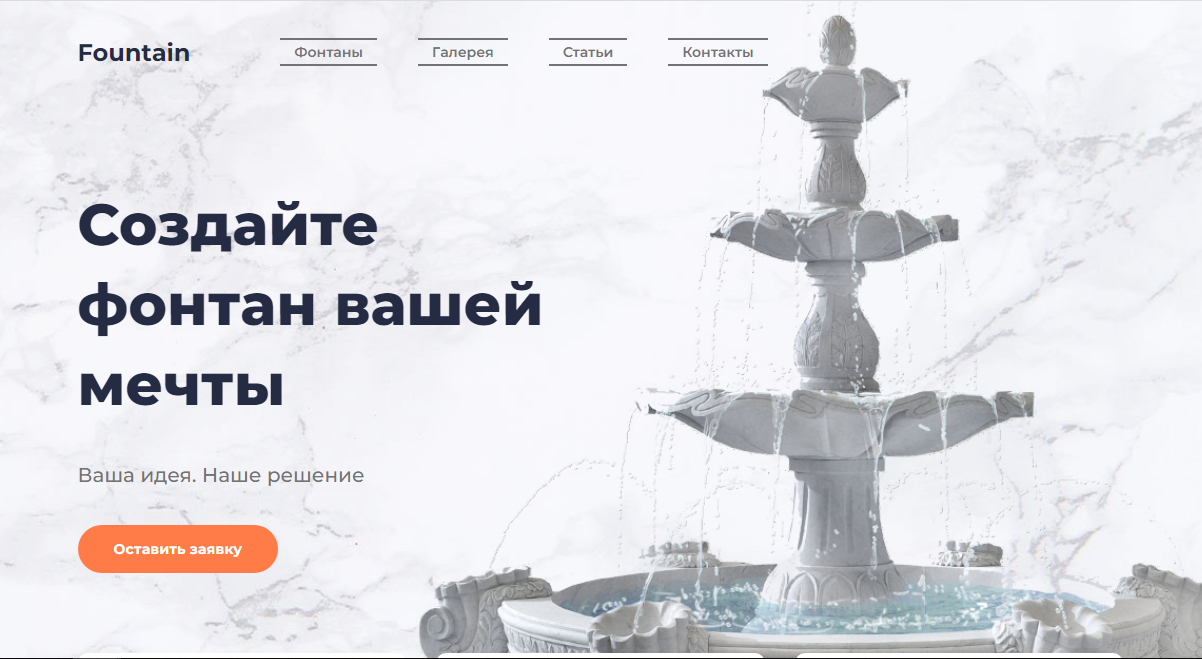 Fountain
Фонтаны
Галерея
Статьи
Контакты
Создайте
фонтан вашей
мечты
Ваша идея. Наше решение
Оставить заявку